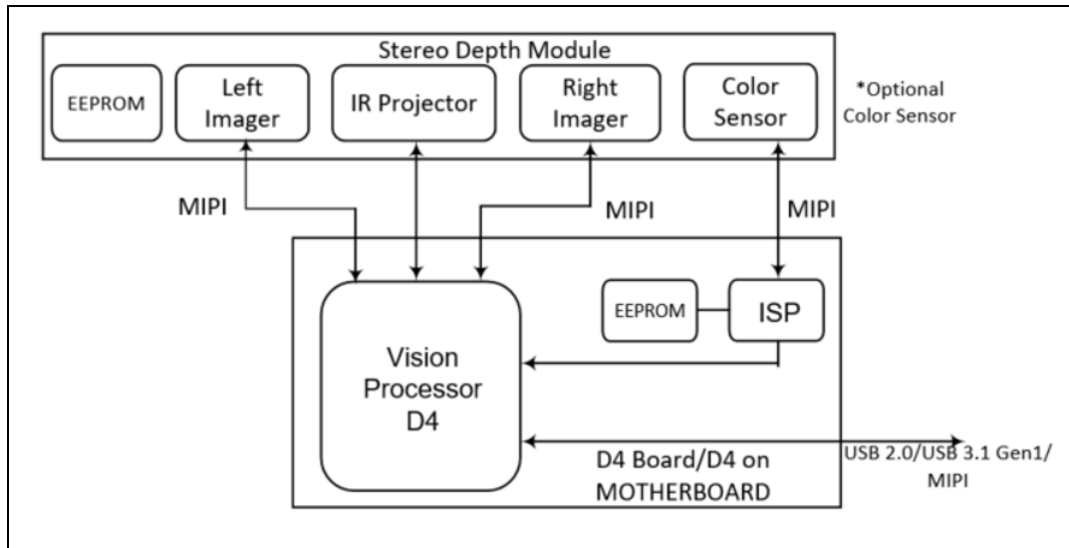 Stereo Depth Module
EEPROM
Left
Imager
IR Projector
Right
Imager
Color
Sensor
*Optional
Color Sensor
MIPI
MIPI
MIPI
EEPROM
ISP
Vision
Processor
D4
D4 Board/D4 on
MOTHERBOARD
USB 2.0/USB 3.1 Gen1/
MIPI